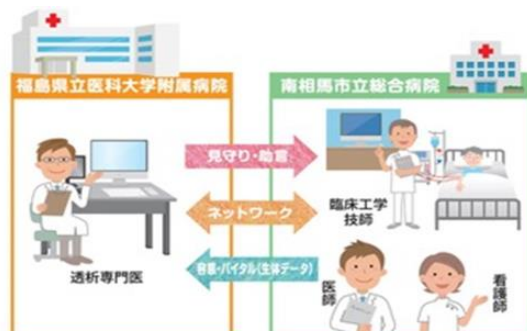 福島県立医科大学附属病院
南相馬市立総合病院
見守り・助言
ネットワーク
容態・バイタル(生体データ)
透析専門医
臨床工学
技師
医師
看護師